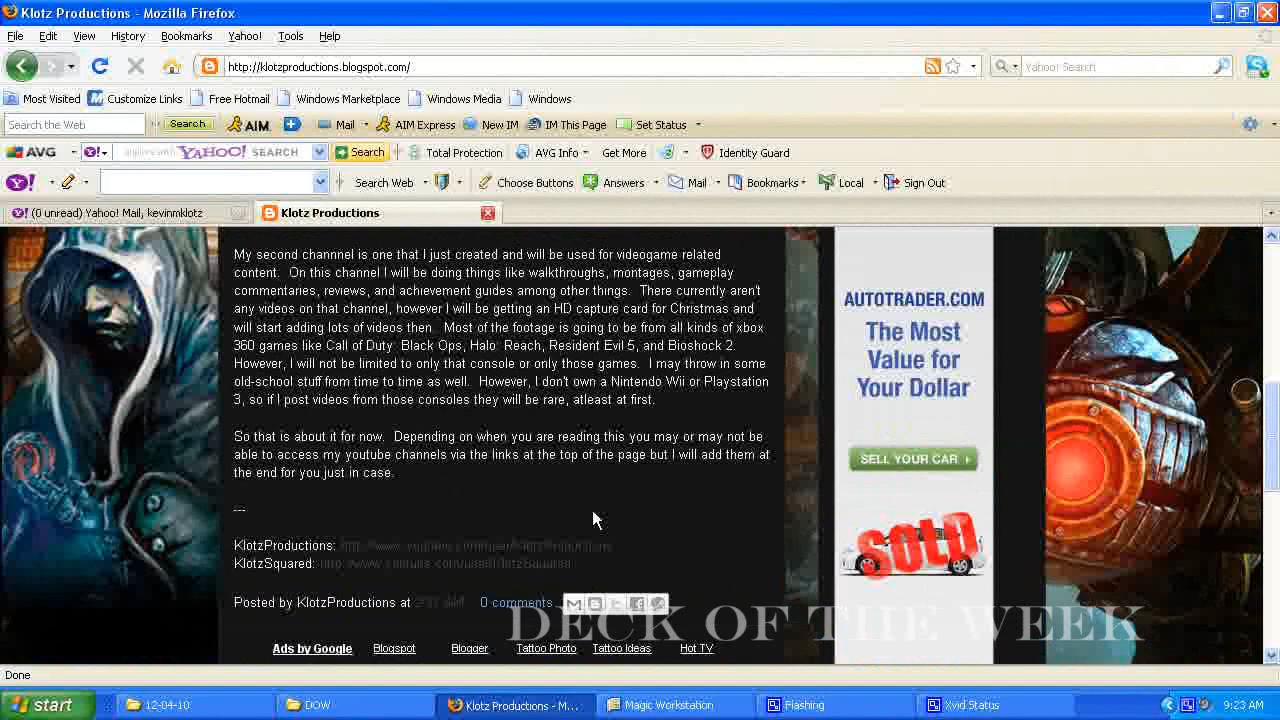 Klotz Productions - Mozilla Firefox
File Edit View History Bookmarks Yahoo! Tools Help
http://klotzproductions.blogspot.com/ Yahoo! Search
Most Visited Customize Links Free Hotmail Windows Marketplace Windows Media Windows
Search the Web Search AIM Mail AIM Express New IM IM This Page Set Status
AVG YAHOO! SEARCH Search Total Protection AVG Info Get More Identity Guard
Y! Search Web Choose Buttons Answers Mail Bookmarks Local Sign Out
(0 unread) Yahoo! Mail, kevinmklotz Klotz Productions
My second channnel is one that I just created and will be used for videogame related
content. On this channel I will be doing things like walkthroughs, montages, gameplay
commentaries, reviews, and achievement guides among other things. There currently aren't
any videos on that channel, however I will be getting an HD capture card for Christmas and
will start adding lots of videos then. Most of the footage is going to be from all kinds of xbox
360 games like Call of Duty: Black Ops, Halo: Reach, Resident Evil 5, and Bioshock 2.
However, I will not be limited to only that console or only those games. I may throw in some
old-school stuff from time to time as well. However, I don't own a Nintendo Wii or Playstation
3, so if I post videos from those consoles they will be rare, atleast at first.
So that is about it for now. Depending on when you are reading this you may or may not be
able to access my youtube channels via the links at the top of the page but I will add them at
the end for you just in case.
---
KlotzProductions:
KlotzSquared:
Posted by KlotzProductions at 0 comments
Ads by Google Blogspot Blogger Tattoo Photo Tattoo Ideas Hot TV
AUTOTRADER.COM
The Most
Value for
Your Dollar
SELL YOUR CAR
SOLD
DECK OF THE WEEK
Done
start 12-04-10 DOW Klotz Productions - M... Magic Workstation Flashing Xvid Status 9:23 AM